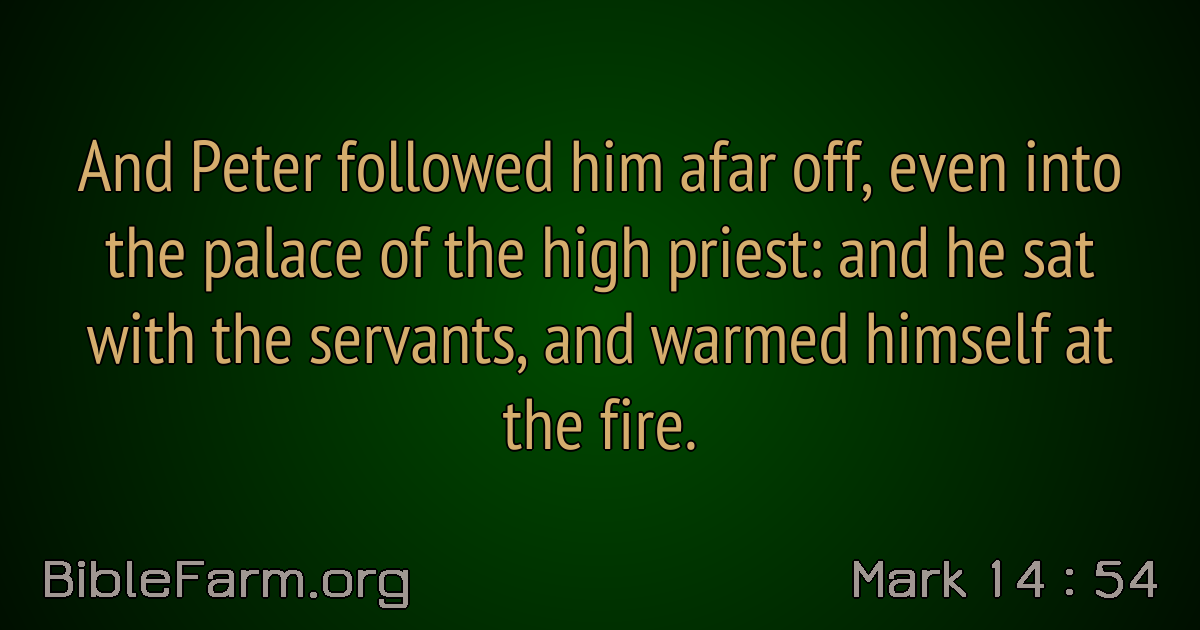 And Peter followed him afar off, even into
the palace of the high priest: and he sat
with the servants, and warmed himself at
the fire.
BibleFarm.org
Mark 14 : 54